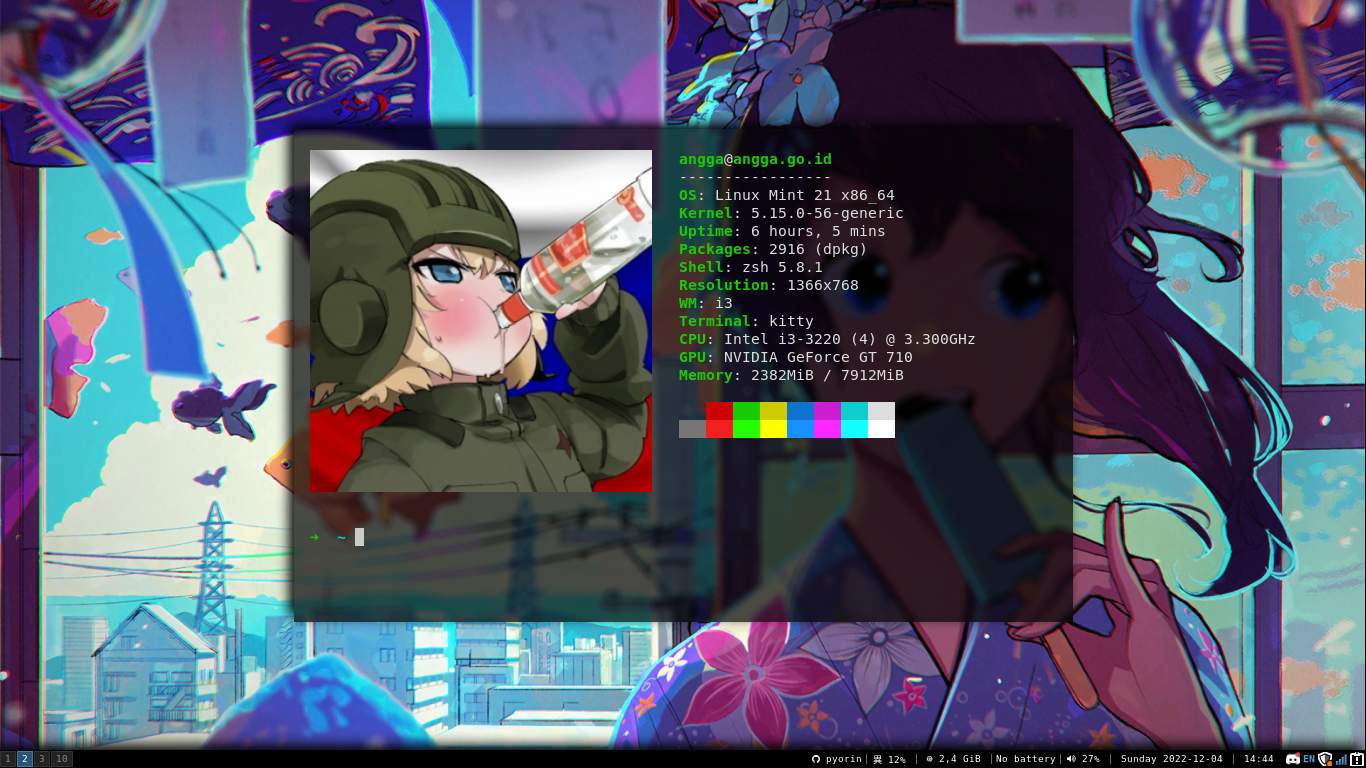 angga@angga.go.id
-----------------
OS: Linux Mint 21 x86_64
Kernel: 5.15.0-56-generic
Uptime: 6 hours, 5 mins
Packages: 2916 (dpkg)
Shell: zsh 5.8.1
Resolution: 1366x768
WM: i3
Terminal: kitty
CPU: Intel i3-3220 (4) @ 3.300GHz
GPU: NVIDIA GeForce GT 710
Memory: 2382MiB / 7912MiB
→ ~
1 2 3 10 pyorin | 異 12% | 2,4 GiB | No battery | 27% | Sunday 2022-12-04 | 14:44 | EN